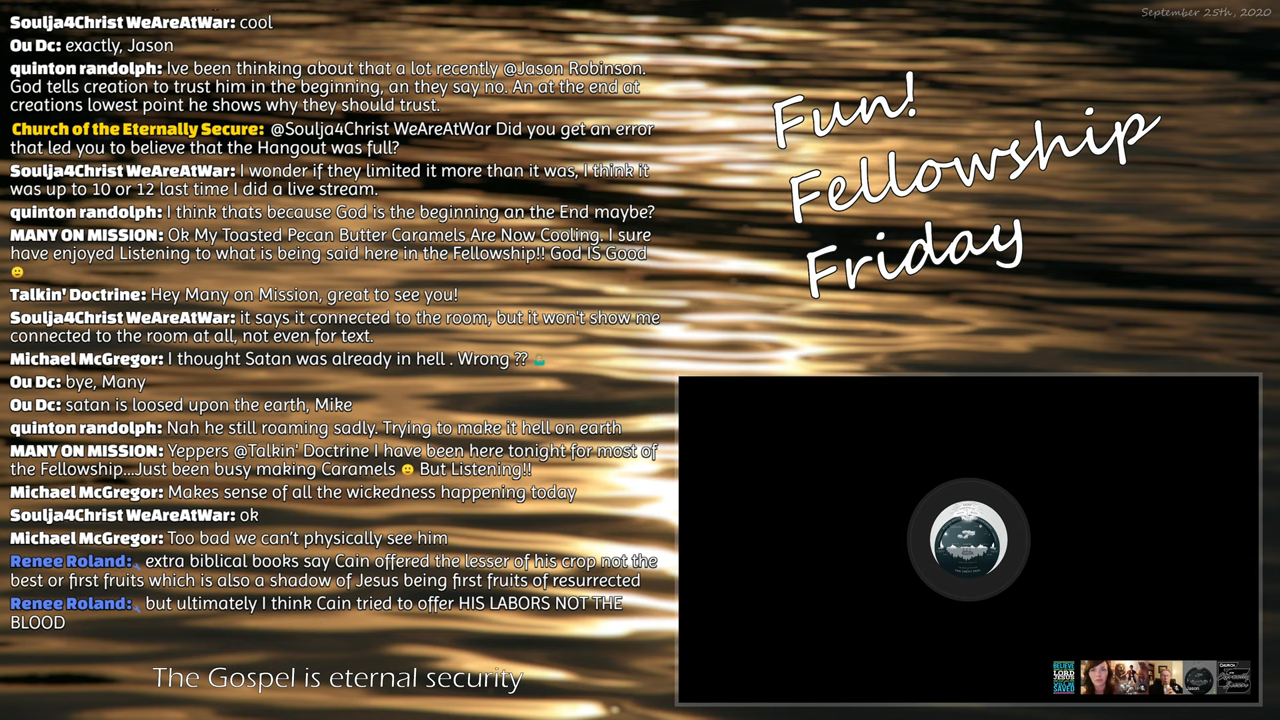 September 25th, 2020
Soulja4Christ WeAreAtWar: cool
Ou Dc: exactly, Jason
quinton randolph: Ive been thinking about that a lot recently @Jason Robinson.
God tells creation to trust him in the beginning, an they say no. An at the end at
creations lowest point he shows why they should trust.
Church of the Eternally Secure: @Soulja4Christ WeAreAtWar Did you get an error
that led you to believe that the Hangout was full?
Soulja4Christ WeAreAtWar: I wonder if they limited it more than it was, I think it
was up to 10 or 12 last time I did a live stream.
quinton randolph: I think thats because God is the beginning an the End maybe?
MANY ON MISSION: Ok My Toasted Pecan Butter Caramels Are Now Cooling. I sure
have enjoyed Listening to what is being said here in the Fellowship!! God IS Good
Talkin' Doctrine: Hey Many on Mission, great to see you!
Soulja4Christ WeAreAtWar: it says it connected to the room, but it won't show me
connected to the room at all, not even for text.
Michael McGregor: I thought Satan was already in hell . Wrong ??
Ou Dc: bye, Many
Ou Dc: satan is loosed upon the earth, Mike
quinton randolph: Nah he still roaming sadly. Trying to make it hell on earth
MANY ON MISSION: Yeppers @Talkin' Doctrine I have been here tonight for most of
the Fellowship...Just been busy making Caramels But Listening!!
Michael McGregor: Makes sense of all the wickedness happening today
Soulja4Christ WeAreAtWar: ok
Michael McGregor: Too bad we can't physically see him
Renee Roland: extra biblical books say Cain offered the lesser of his crop not the
best or first fruits which is also a shadow of Jesus being first fruits of resurrected
Renee Roland: but ultimately I think Cain tried to offer HIS LABORS NOT THE
BLOOD
The Gospel is eternal security
Fun!
Fellowship
Friday
BELIEVE
LORD
JESUS
SAVED
Jason
CHURCH